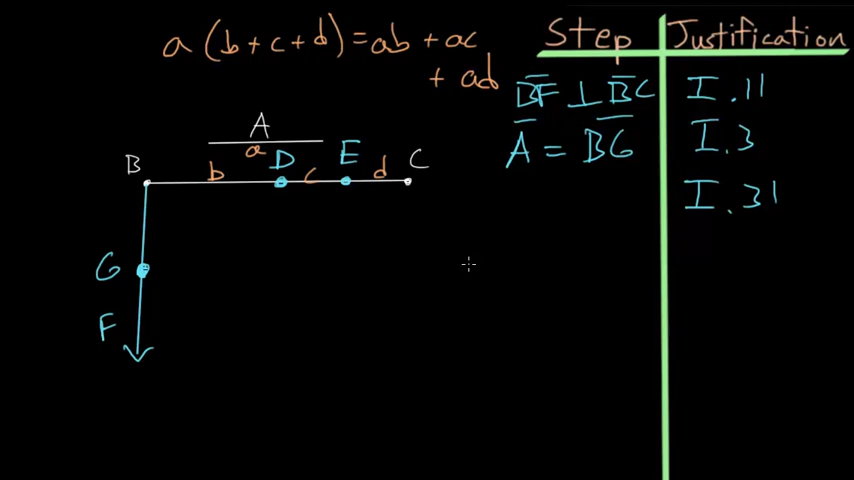 a (b + c + d) = ab + ac
+ ad
Step Justification
BF ⊥ BC I.11
A = BG I.3
I.31
A
a
B b D c E d C
G
F